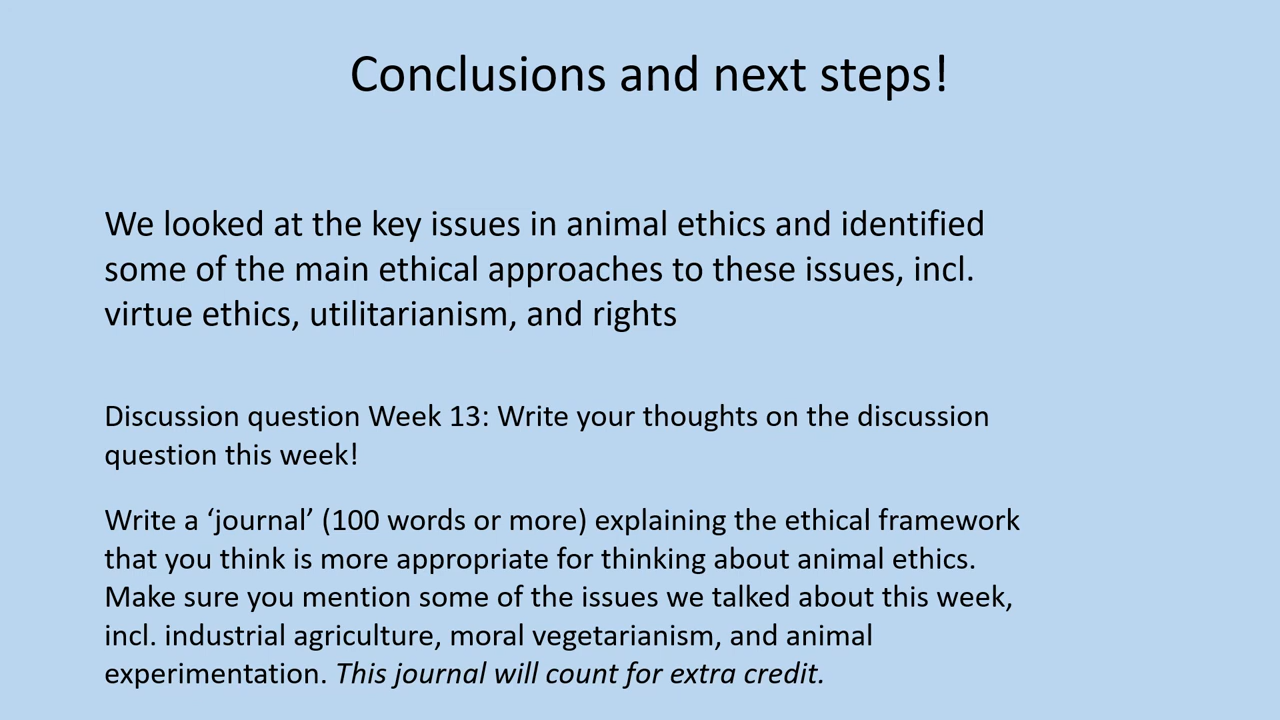 Conclusions and next steps!
We looked at the key issues in animal ethics and identified
some of the main ethical approaches to these issues, incl.
virtue ethics, utilitarianism, and rights
Discussion question Week 13: Write your thoughts on the discussion
question this week!
Write a ‘journal’ (100 words or more) explaining the ethical framework
that you think is more appropriate for thinking about animal ethics.
Make sure you mention some of the issues we talked about this week,
incl. industrial agriculture, moral vegetarianism, and animal
experimentation. This journal will count for extra credit.